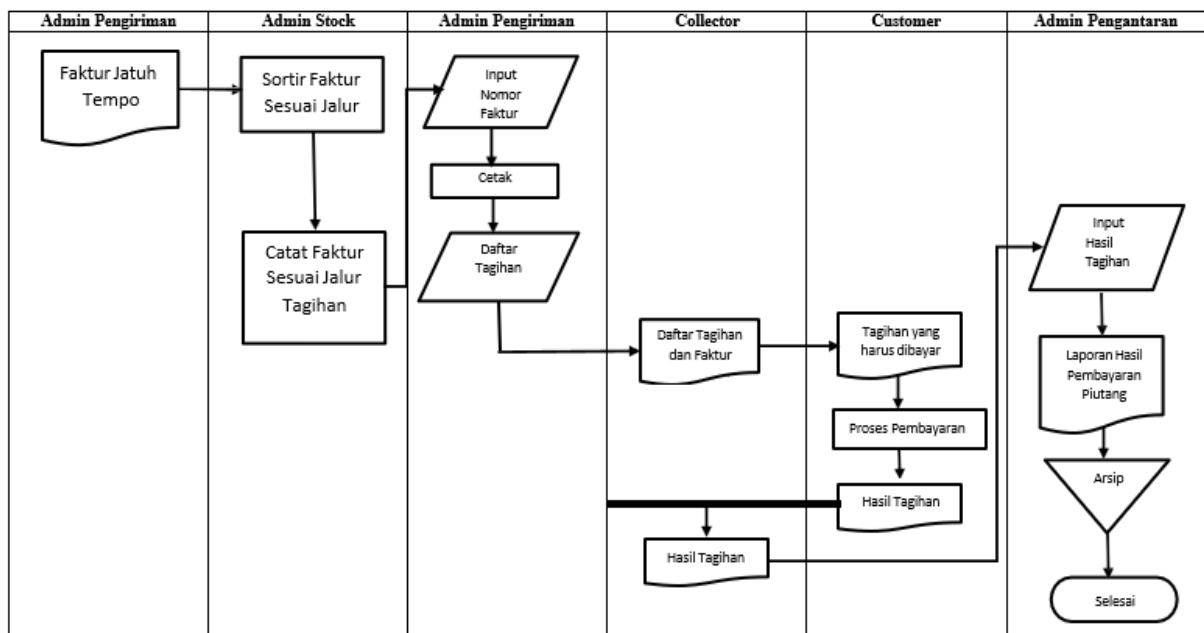 Admin Pengiriman
Admin Stock
Admin Pengiriman
Collector
Customer
Admin Pengantaran
Faktur Jatuh
Tempo
Sortir Faktur
Sesuai Jalur
Catat Faktur
Sesuai Jalur
Tagihan
Input
Nomor
Faktur
Cetak
Daftar
Tagihan
Daftar Tagihan
dan Faktur
Tagihan yang
harus dibayar
Proses Pembayaran
Hasil Tagihan
Hasil Tagihan
Input
Hasil
Tagihan
Laporan Hasil
Pembayaran
Piutang
Arsip
Selesai